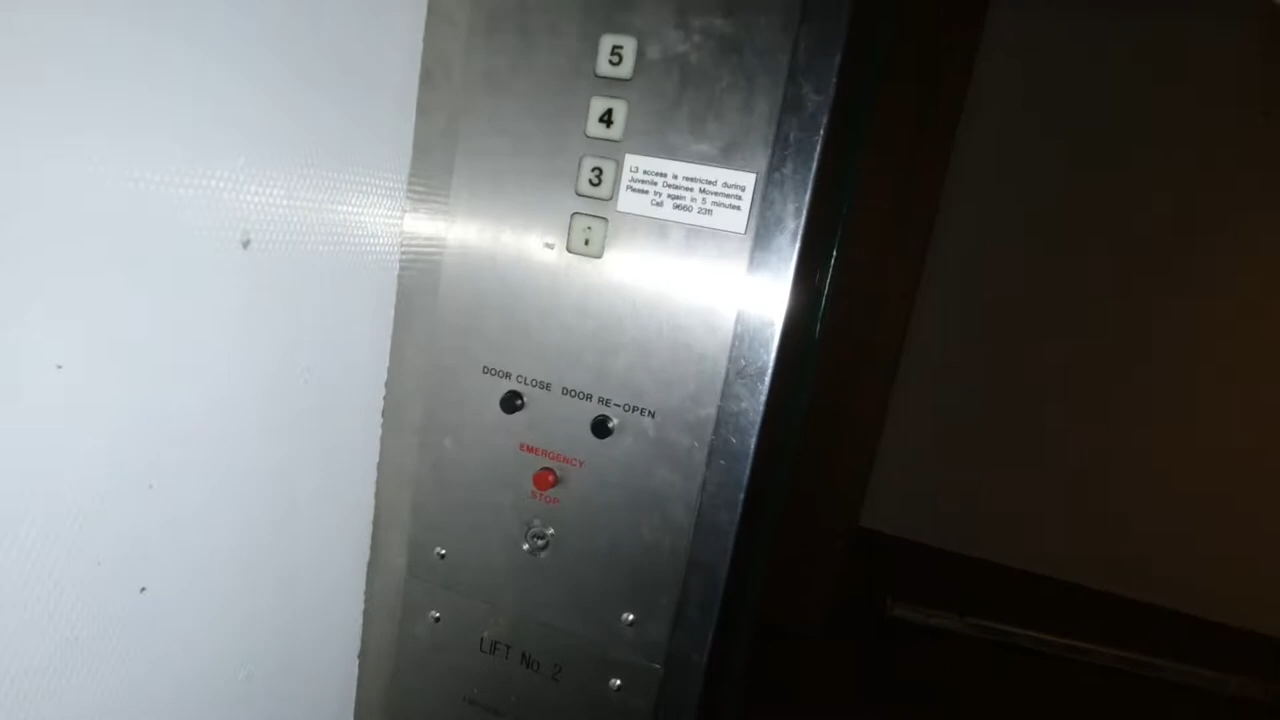 5
4
3
L3 access is restricted during
Juvenile Detainee Movements.
Please try again in 5 minutes.
Call 9660 2311
1
DOOR CLOSE
DOOR RE-OPEN
EMERGENCY
STOP
LIFT No. 2